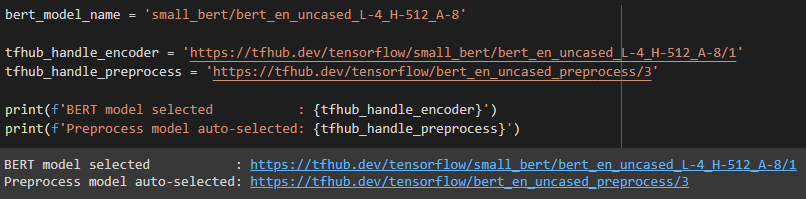 bert_model_name = 'small_bert/bert_en_uncased_L-4_H-512_A-8'
tfhub_handle_encoder = 'https://tfhub.dev/tensorflow/small_bert/bert_en_uncased_L-4_H-512_A-8/1'
tfhub_handle_preprocess = 'https://tfhub.dev/tensorflow/bert_en_uncased_preprocess/3'
print(f'BERT model selected           : {tfhub_handle_encoder}')
print(f'Preprocess model auto-selected: {tfhub_handle_preprocess}')
BERT model selected           : https://tfhub.dev/tensorflow/small_bert/bert_en_uncased_L-4_H-512_A-8/1
Preprocess model auto-selected: https://tfhub.dev/tensorflow/bert_en_uncased_preprocess/3